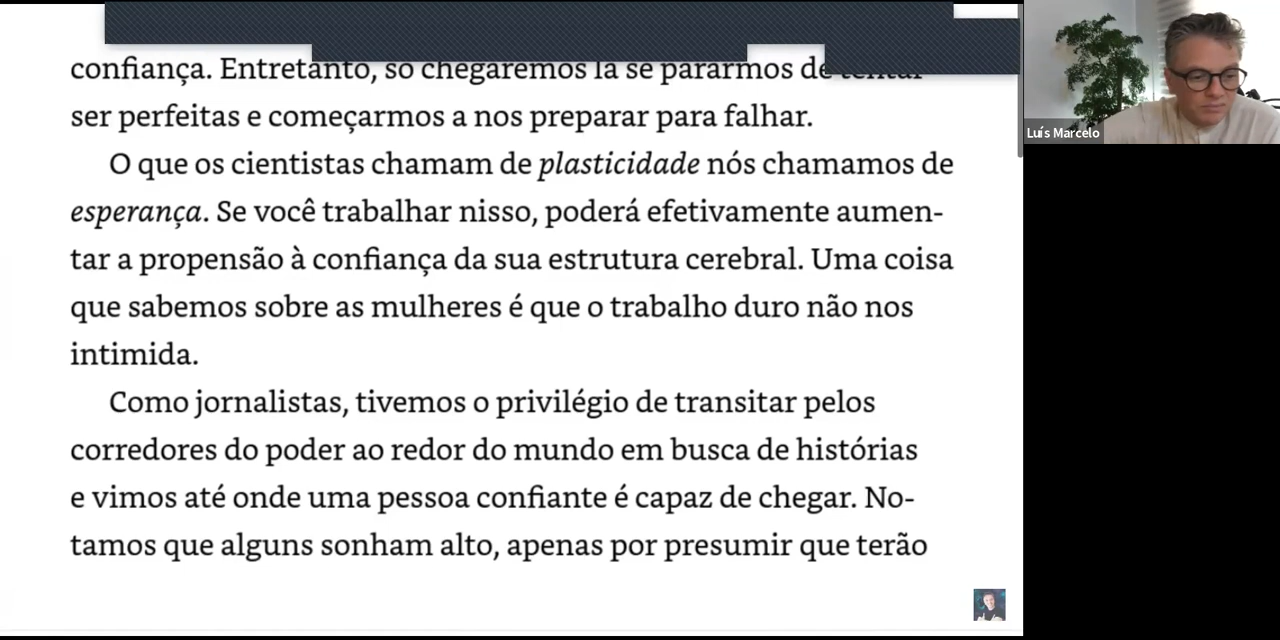 confiança. Entretanto, só chegaremos lá se pararmos de tentar
ser perfeitas e começarmos a nos preparar para falhar.
O que os cientistas chamam de plasticidade nós chamamos de
esperança. Se você trabalhar nisso, poderá efetivamente aumen-
tar a propensão à confiança da sua estrutura cerebral. Uma coisa
que sabemos sobre as mulheres é que o trabalho duro não nos
intimida.
Como jornalistas, tivemos o privilégio de transitar pelos
corredores do poder ao redor do mundo em busca de histórias
e vimos até onde uma pessoa confiante é capaz de chegar. No-
tamos que alguns sonham alto, apenas por presumir que terão
Luís Marcelo